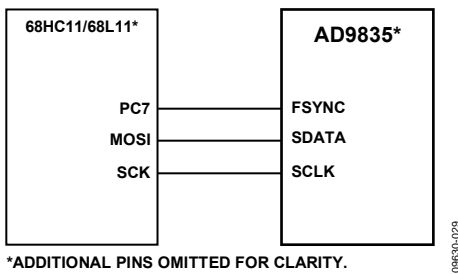 68HC11/68L11*
AD9835*
PC7
FSYNC
MOSI
SDATA
SCK
SCLK
*ADDITIONAL PINS OMITTED FOR CLARITY.
09630-029